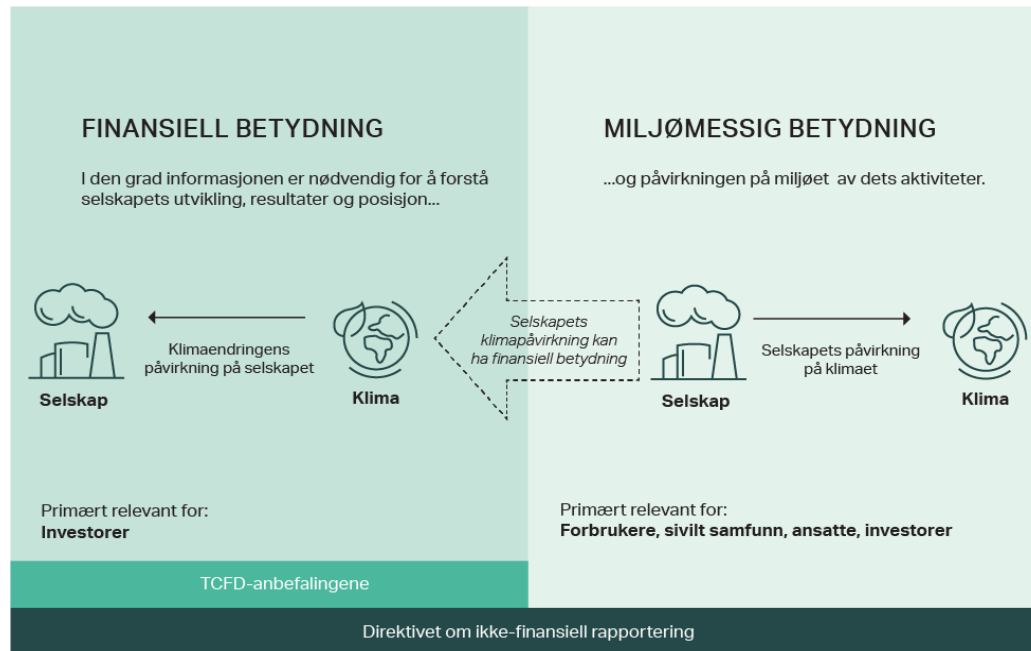 FINANSIELL BETYDNING
I den grad informasjonen er nødvendig for å forstå
selskapets utvikling, resultater og posisjon...
Klimaendringens
påvirkning på selskapet
Selskap
Klima
Primært relevant for:
Investorer
Selskapets
klimapåvirkning kan
ha finansiell betydning
MILJØMESSIG BETYDNING
...og påvirkningen på miljøet av dets aktiviteter.
Selskapets påvirkning
på klimaet
Selskap
Klima
Primært relevant for:
Forbrukere, sivilt samfunn, ansatte, investorer
TCFD-anbefalingene
Direktivet om ikke-finansiell rapportering